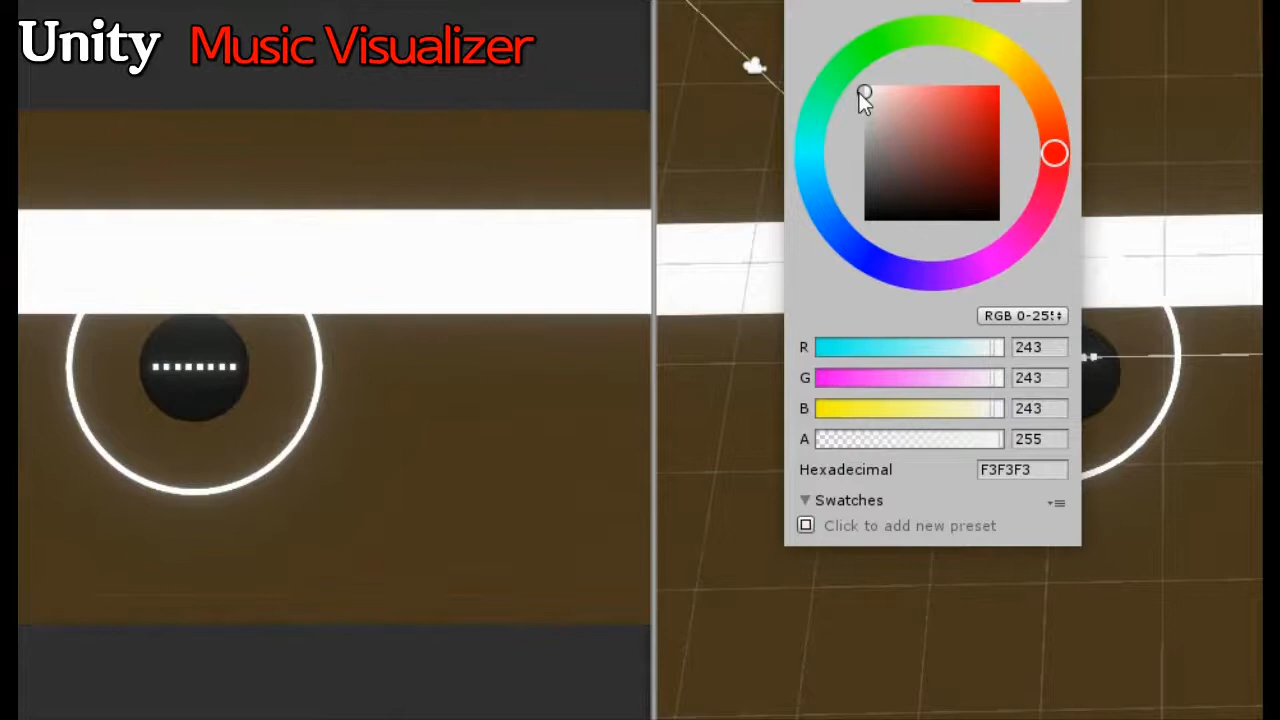 Unity Music Visualizer
RGB 0-255
R 243
G 243
B 243
A 255
Hexadecimal F3F3F3
Swatches
Click to add new preset